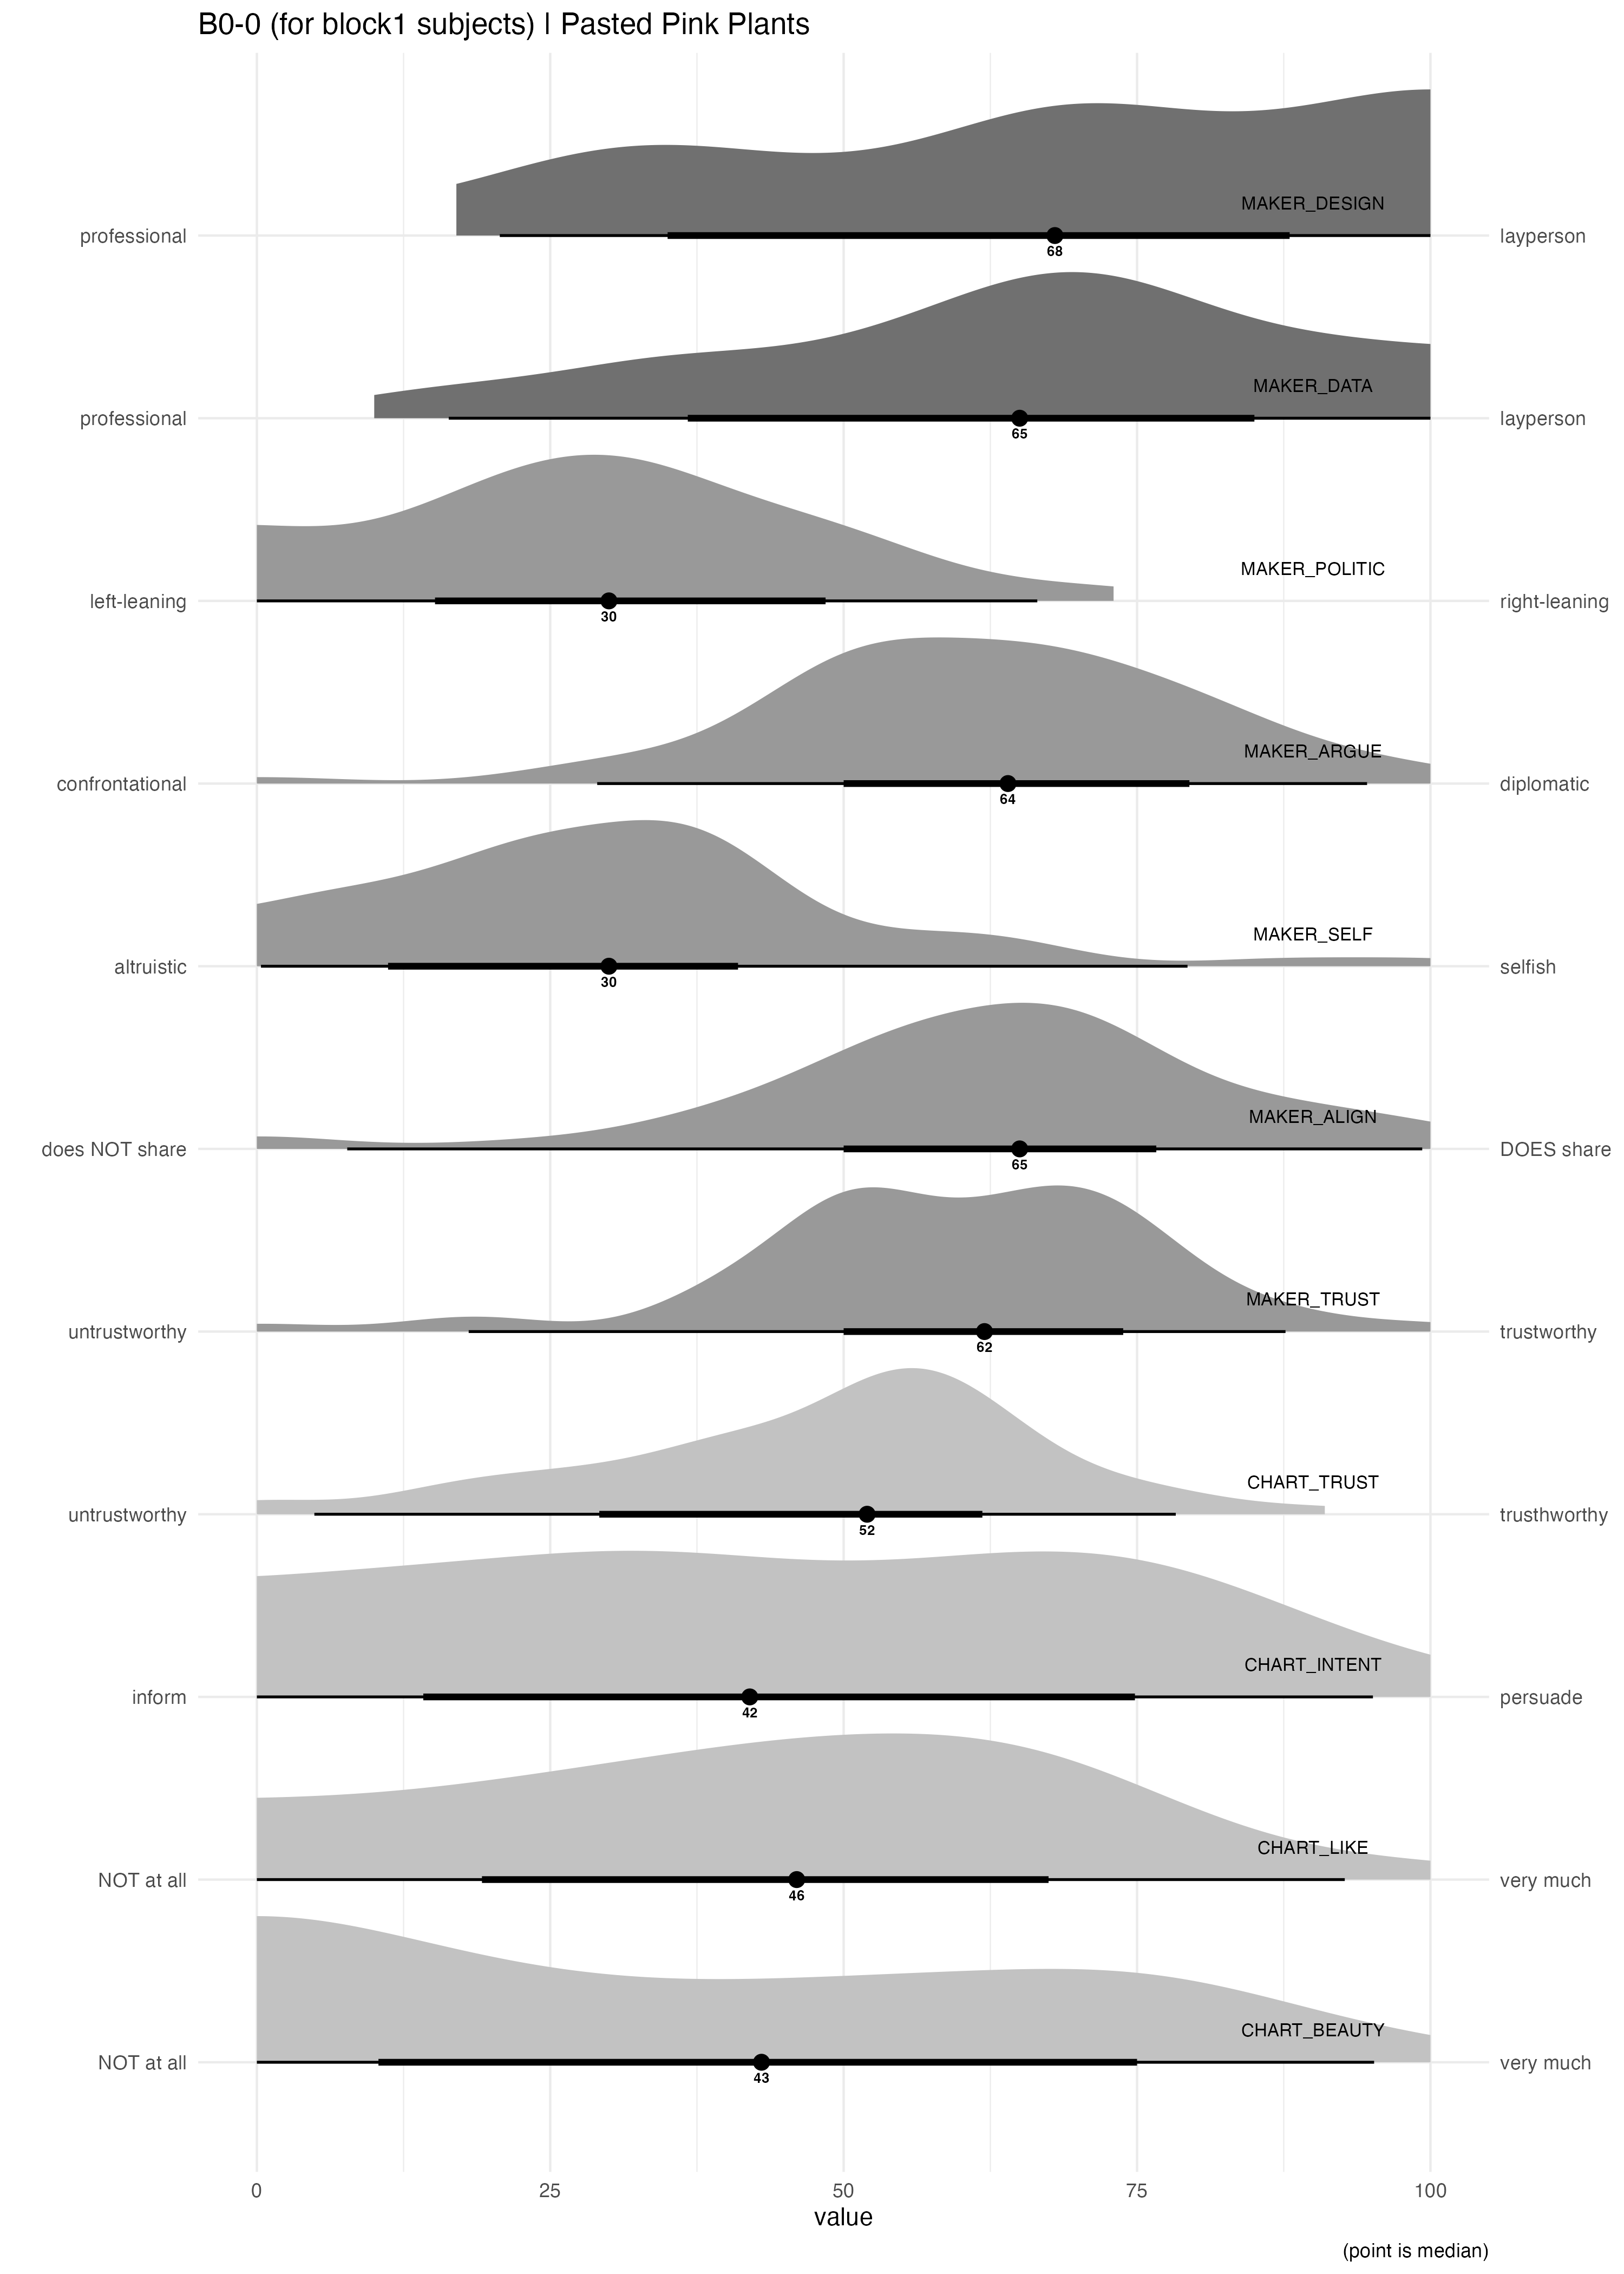 B0-0 (for block1 subjects) | Pasted Pink Plants
MAKER_DESIGN
professional
layperson
68
MAKER_DATA
professional
layperson
65
MAKER_POLITIC
left-leaning
right-leaning
30
MAKER_ARGUE
confrontational
diplomatic
64
MAKER_SELF
altruistic
selfish
30
MAKER_ALIGN
does NOT share
DOES share
65
MAKER_TRUST
untrustworthy
trustworthy
62
CHART_TRUST
untrustworthy
trusthworthy
52
CHART_INTENT
inform
persuade
42
CHART_LIKE
NOT at all
very much
46
CHART_BEAUTY
NOT at all
very much
43
0 25 50 75 100
value
(point is median)